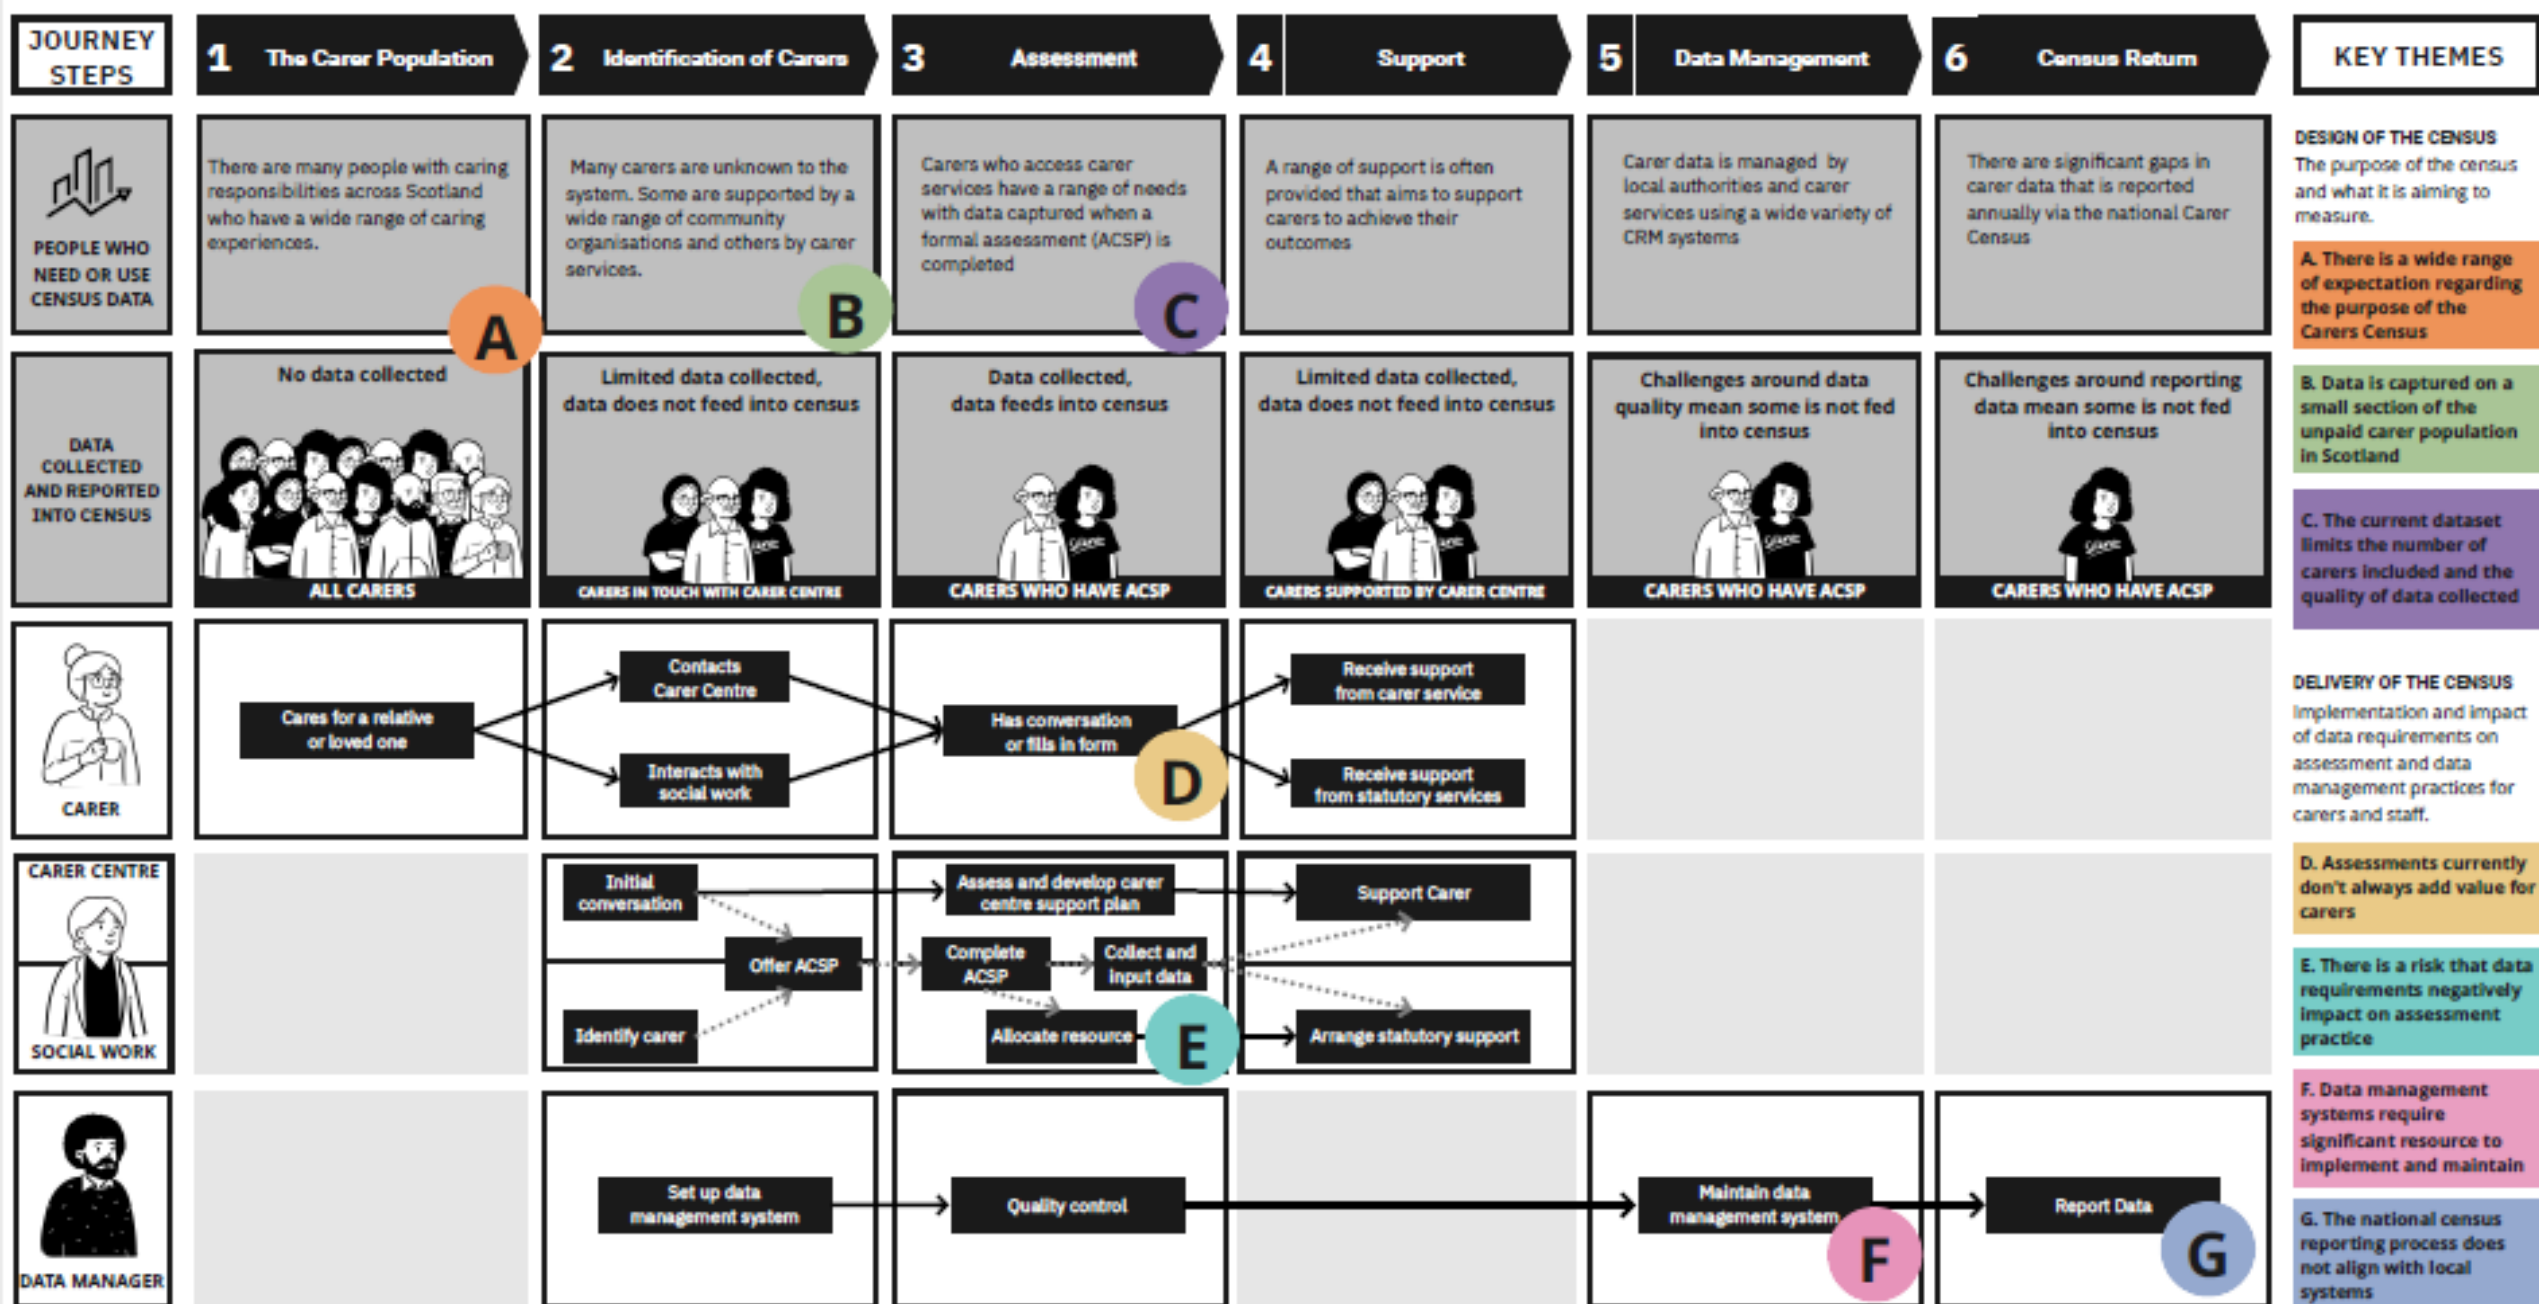 JOURNEY
STEPS
1 The Carer Population
2 Identification of Carers
3 Assessment
4 Support
5 Data Management
6 Census Return
KEY THEMES
PEOPLE WHO
NEED OR USE
CENSUS DATA
There are many people with caring
responsibilities across Scotland
who have a wide range of caring
experiences.
Many carers are unknown to the
system. Some are supported by a
wide range of community
organisations and others by carer
services.
Carers who access carer
services have a range of needs
with data captured when a
formal assessment (ACSP) is
completed
A range of support is often
provided that aims to support
carers to achieve their
outcomes
Carer data is managed by
local authorities and carer
services using a wide variety of
CRM systems
There are significant gaps in
carer data that is reported
annually via the national Carer
Census
A
B
C
DATA
COLLECTED
AND REPORTED
INTO CENSUS
No data collected
ALL CARERS
Limited data collected,
data does not feed into census
CARERS IN TOUCH WITH CARER CENTRE
Data collected,
data feeds into census
CARERS WHO HAVE ACSP
Limited data collected,
data does not feed into census
CARERS SUPPORTED BY CARER CENTRE
Challenges around data
quality mean some is not fed
into census
CARERS WHO HAVE ACSP
Challenges around reporting
data mean some is not fed
into census
CARERS WHO HAVE ACSP
CARER
Cares for a relative
or loved one
Contacts
Carer Centre
Interacts with
social work
Has conversation
or fills in form
D
Receive support
from carer service
Receive support
from statutory services
CARER CENTRE
SOCIAL WORK
Initial
conversation
Offer ACSP
Identify carer
Assess and develop carer
centre support plan
Complete
ACSP
Collect and
input data
Allocate resource
E
Support Carer
Arrange statutory support
DATA MANAGER
Set up data
management system
Quality control
Maintain data
management system
F
Report Data
G
DESIGN OF THE CENSUS
The purpose of the census
and what it is aiming to
measure.
A. There is a wide range
of expectation regarding
the purpose of the
Carers Census
B. Data is captured on a
small section of the
unpaid carer population
in Scotland
C. The current dataset
limits the number of
carers included and the
quality of data collected
DELIVERY OF THE CENSUS
Implementation and impact
of data requirements on
assessment and data
management practices for
carers and staff.
D. Assessments currently
don't always add value for
carers
E. There is a risk that data
requirements negatively
impact on assessment
practice
F. Data management
systems require
significant resource to
implement and maintain
G. The national census
reporting process does
not align with local
systems